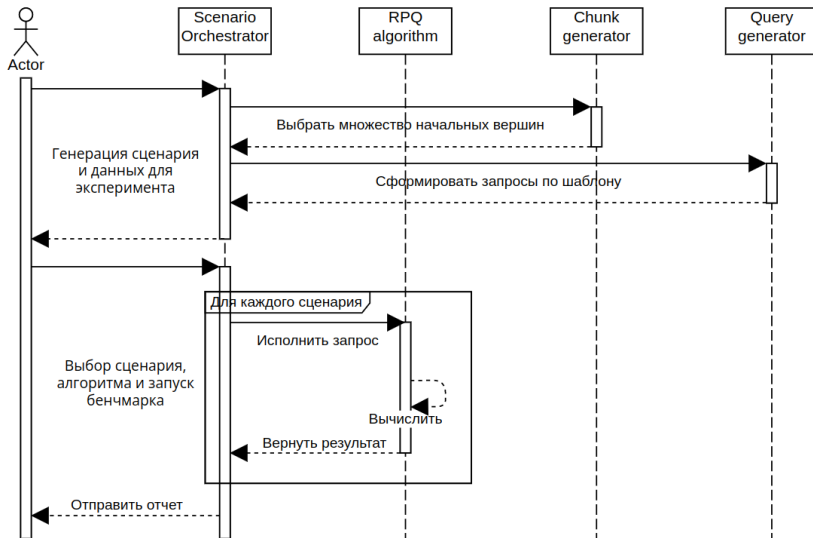 Actor
Scenario
Orchestrator
RPQ
algorithm
Chunk
generator
Query
generator
Выбрать множество начальных вершин
Генерация сценария
и данных для
эксперимента
Сформировать запросы по шаблону
Для каждого сценария
Исполнить запрос
Выбор сценария,
алгоритма и запуск
бенчмарка
Вычислить
Вернуть результат
Отправить отчет